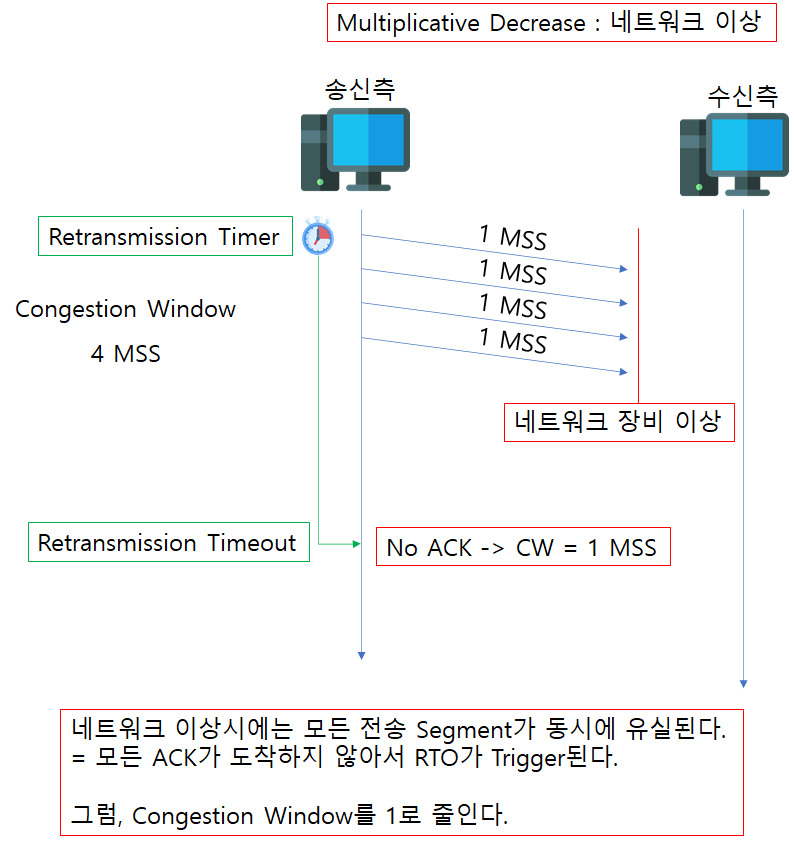 Multiplicative Decrease : 네트워크 이상
송신측
수신측
Retransmission Timer
1 MSS
1 MSS
1 MSS
1 MSS
Congestion Window
4 MSS
네트워크 장비 이상
Retransmission Timeout
No ACK -> CW = 1 MSS
네트워크 이상시에는 모든 전송 Segment가 동시에 유실된다.
= 모든 ACK가 도착하지 않아서 RTO가 Trigger된다.
그럼, Congestion Window를 1로 줄인다.